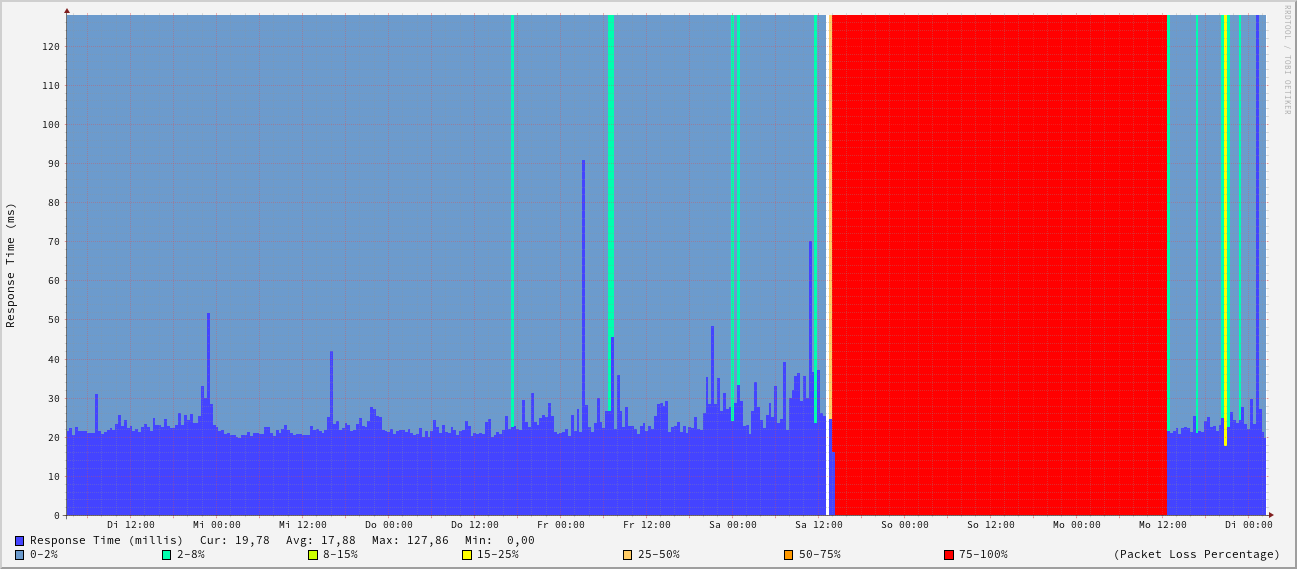 RRDTOOL / TOBI OETIKER
Response Time (ms)
120
110
100
90
80
70
60
50
40
30
20
10
0
Di 12:00 Mi 00:00 Mi 12:00 Do 00:00 Do 12:00 Fr 00:00 Fr 12:00 Sa 00:00 Sa 12:00 So 00:00 So 12:00 Mo 00:00 Mo 12:00 Di 00:00
Response Time (millis) Cur: 19,78 Avg: 17,88 Max: 127,86 Min: 0,00
0-2% 2-8% 8-15% 15-25% 25-50% 50-75% 75-100% (Packet Loss Percentage)